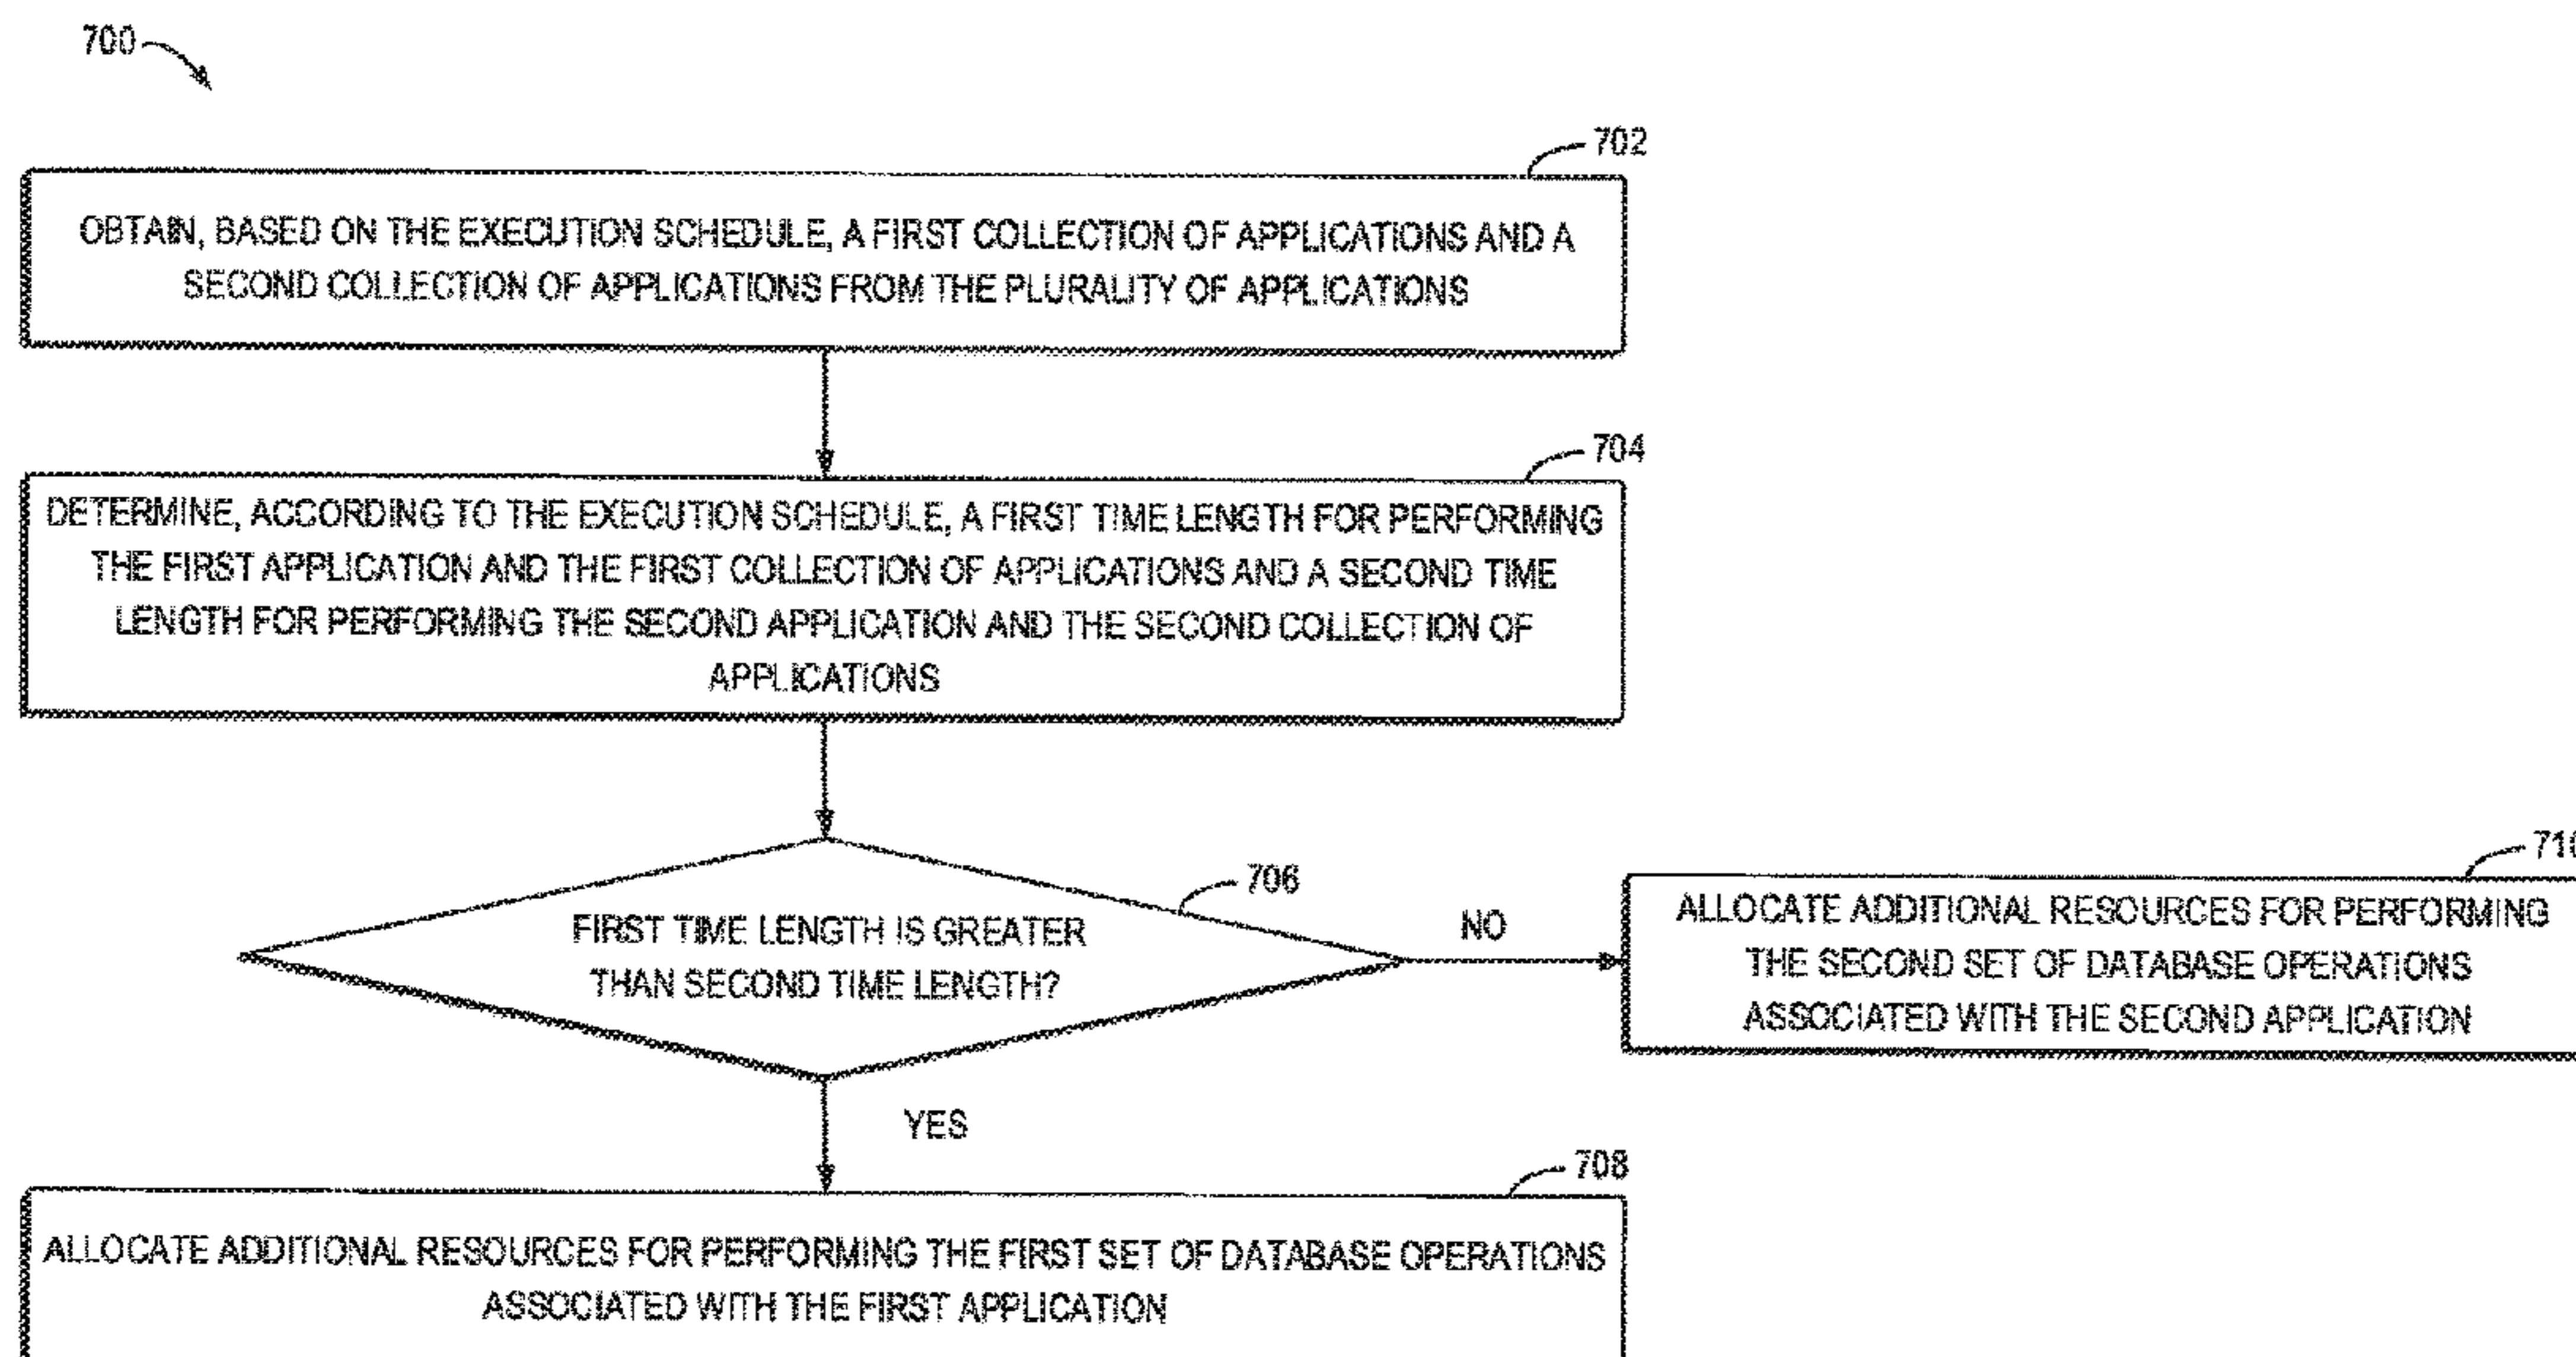 700
702
OBTAIN, BASED ON THE EXECUTION SCHEDULE, A FIRST COLLECTION OF APPLICATIONS AND A
SECOND COLLECTION OF APPLICATIONS FROM THE PLURALITY OF APPLICATIONS
704
DETERMINE, ACCORDING TO THE EXECUTION SCHEDULE, A FIRST TIME LENGTH FOR PERFORMING
THE FIRST APPLICATION AND THE FIRST COLLECTION OF APPLICATIONS AND A SECOND TIME
LENGTH FOR PERFORMING THE SECOND APPLICATION AND THE SECOND COLLECTION OF
APPLICATIONS
706
FIRST TIME LENGTH IS GREATER
THAN SECOND TIME LENGTH?
NO
710
ALLOCATE ADDITIONAL RESOURCES FOR PERFORMING
THE SECOND SET OF DATABASE OPERATIONS
ASSOCIATED WITH THE SECOND APPLICATION
YES
708
ALLOCATE ADDITIONAL RESOURCES FOR PERFORMING THE FIRST SET OF DATABASE OPERATIONS
ASSOCIATED WITH THE FIRST APPLICATION